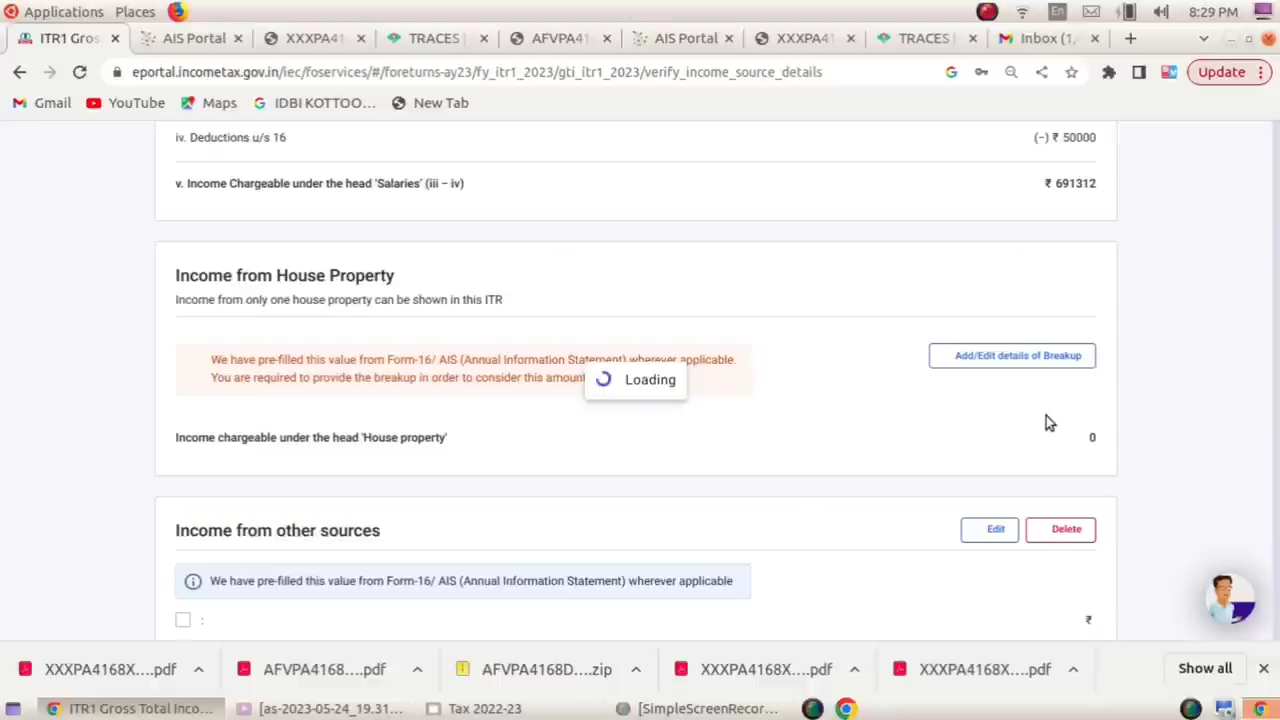 Applications Places En 8:29 PM
ITR1 Gros AIS Portal XXXPA41 TRACES | AFVPA41 AIS Portal XXXPA41 TRACES | Inbox (1,
eportal.incometax.gov.in/iec/foservices/#/foreturns-ay23/fy_itr1_2023/gti_itr1_2023/verify_income_source_details Update
Gmail YouTube Maps IDBI KOTTOO... New Tab
iv. Deductions u/s 16 (-) ₹ 50000
v. Income Chargeable under the head 'Salaries' (iii – iv) ₹ 691312
Income from House Property
Income from only one house property can be shown in this ITR
We have pre-filled this value from Form-16/ AIS (Annual Information Statement) wherever applicable.
You are required to provide the breakup in order to consider this amount
Add/Edit details of Breakup
Loading
Income chargeable under the head 'House property' 0
Income from other sources Edit Delete
We have pre-filled this value from Form-16/ AIS (Annual Information Statement) wherever applicable
: ₹
XXXPA4168X....pdf AFVPA4168....pdf AFVPA4168D....zip XXXPA4168X....pdf XXXPA4168X....pdf Show all
ITR1 Gross Total Inco... [as-2023-05-24_19.31... Tax 2022-23 [SimpleScreenRecor...